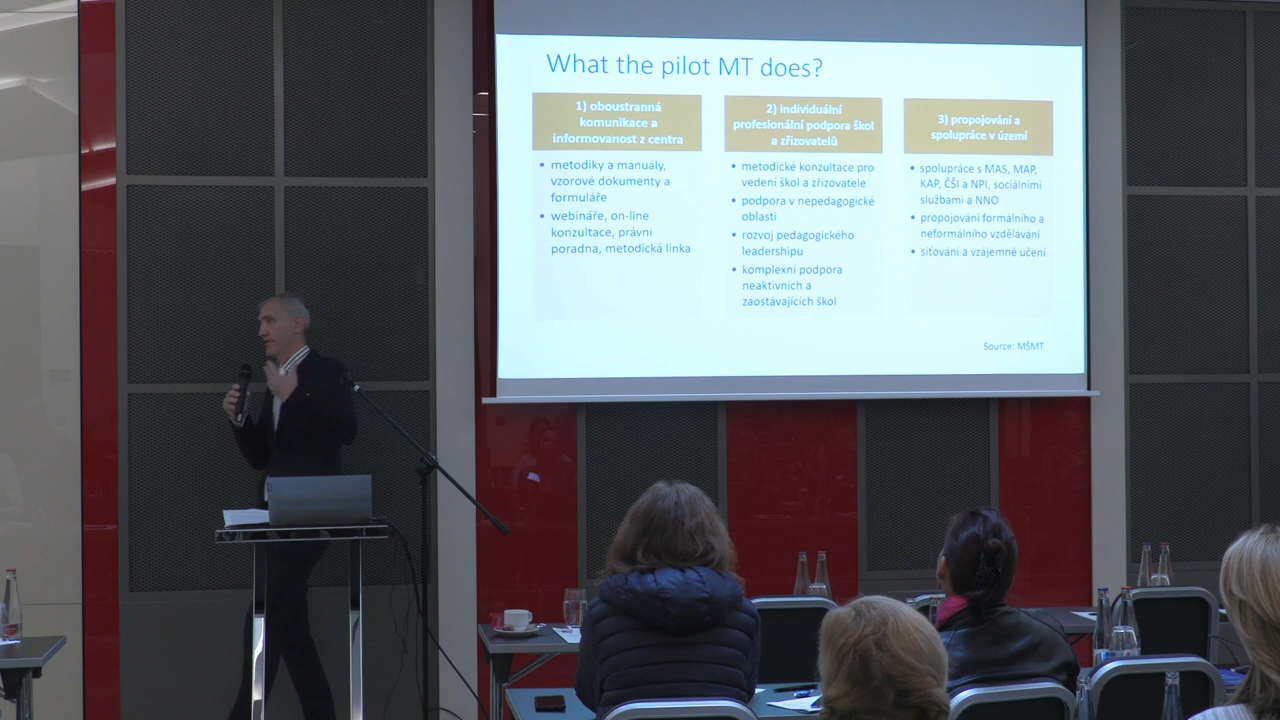 What the pilot MT does?
1) oboustranná
komunikace a
informovanost z centra
• metodiky a manuály,
vzorové dokumenty a
formuláře
• webináře, on-line
konzultace, právní
poradna, metodická linka
2) individuální
profesionální podpora škol
a zřizovatelů
• metodické konzultace pro
vedení škol a zřizovatele
• podpora v nepedagogické
oblasti
• rozvoj pedagogického
leadershipu
• komplexní podpora
neaktivních a
zaostávajících škol
3) propojování a
spolupráce v území
• spolupráce s MAS, MAP,
KAP, ČŠI a NPI, sociálními
službami a NNO
• propojování formálního a
neformálního vzdělávání
• síťování a vzájemné učení
Source: MŠMT